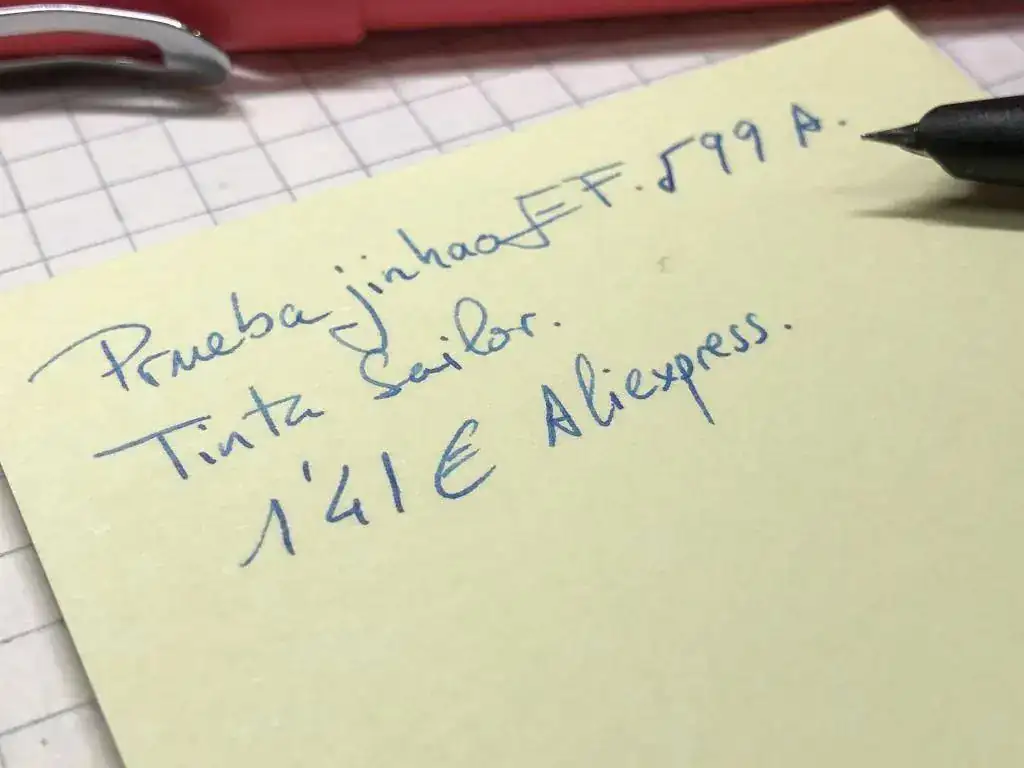 Prueba jinhao EF. 599 A.
Tinta Sailor.
1'41 € Aliexpress.